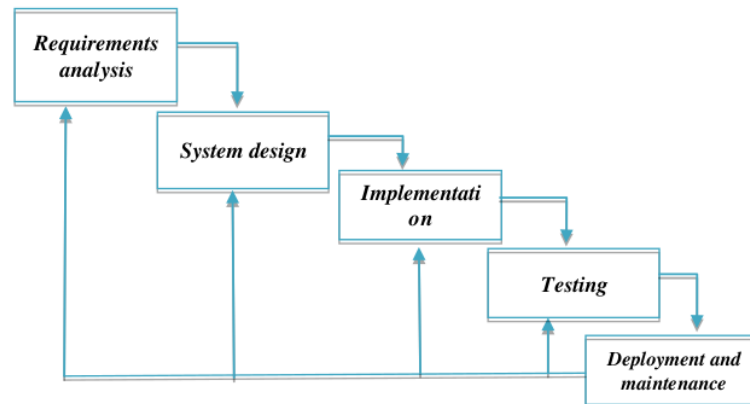 Requirements
analysis
System design
Implementati
on
Testing
Deployment and
maintenance